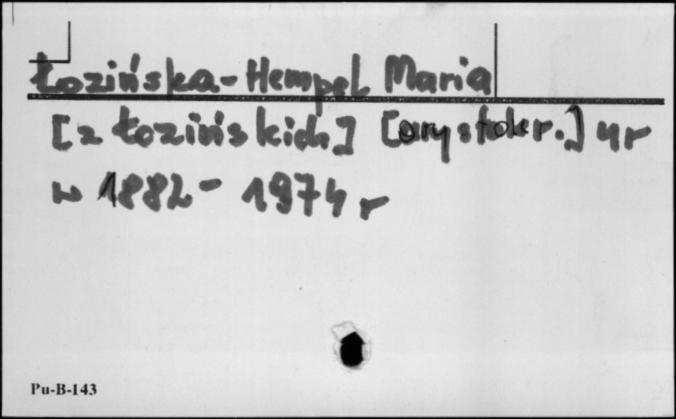 Łozińska-Hempel Maria
[z Łozińskich] [arystokr.] ur
w 1882 - 1974 r
Pu-B-143